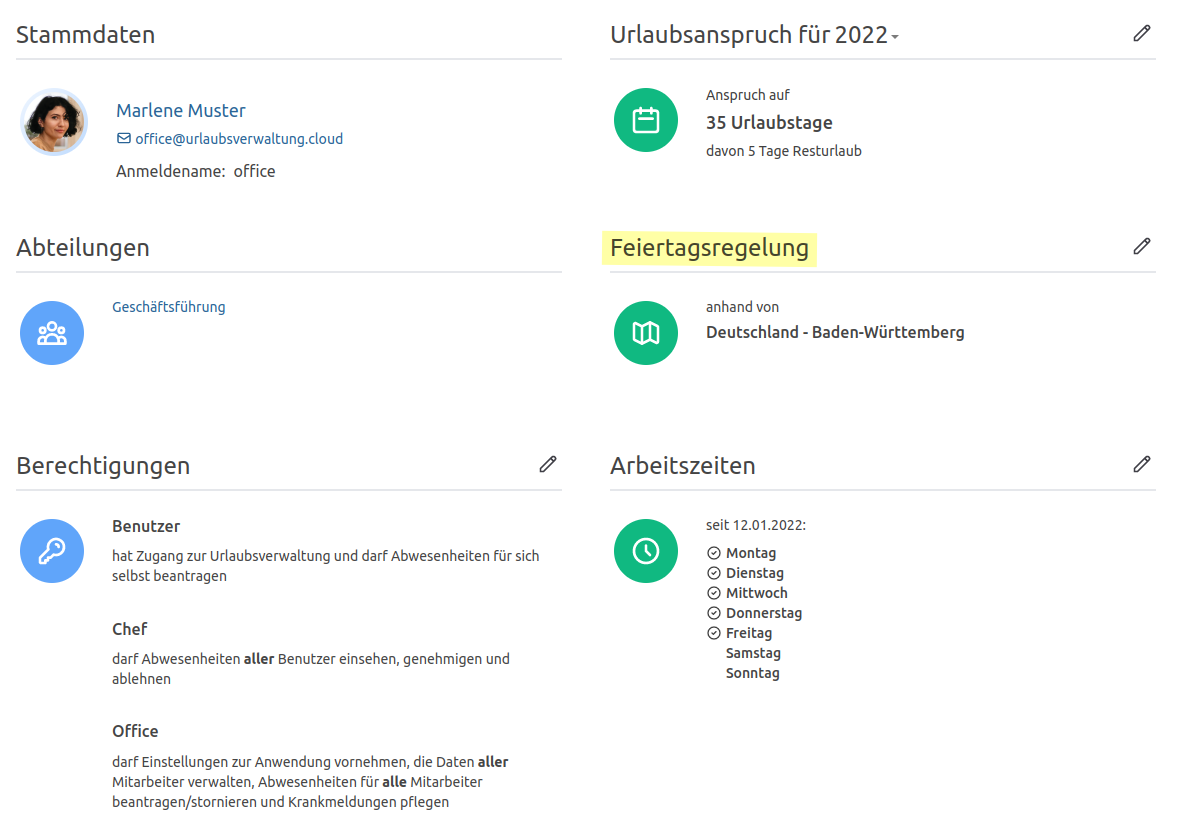 Stammdaten
Marlene Muster
office@urlaubsverwaltung.cloud
Anmeldename: office
Urlaubsanspruch für 2022
Anspruch auf
35 Urlaubstage
davon 5 Tage Resturlaub
Abteilungen
Geschäftsführung
Feiertagsregelung
anhand von
Deutschland - Baden-Württemberg
Berechtigungen
Benutzer
hat Zugang zur Urlaubsverwaltung und darf Abwesenheiten für sich
selbst beantragen
Chef
darf Abwesenheiten aller Benutzer einsehen, genehmigen und
ablehnen
Office
darf Einstellungen zur Anwendung vornehmen, die Daten aller
Mitarbeiter verwalten, Abwesenheiten für alle Mitarbeiter
beantragen/stornieren und Krankmeldungen pflegen
Arbeitszeiten
seit 12.01.2022:
Montag
Dienstag
Mittwoch
Donnerstag
Freitag
Samstag
Sonntag